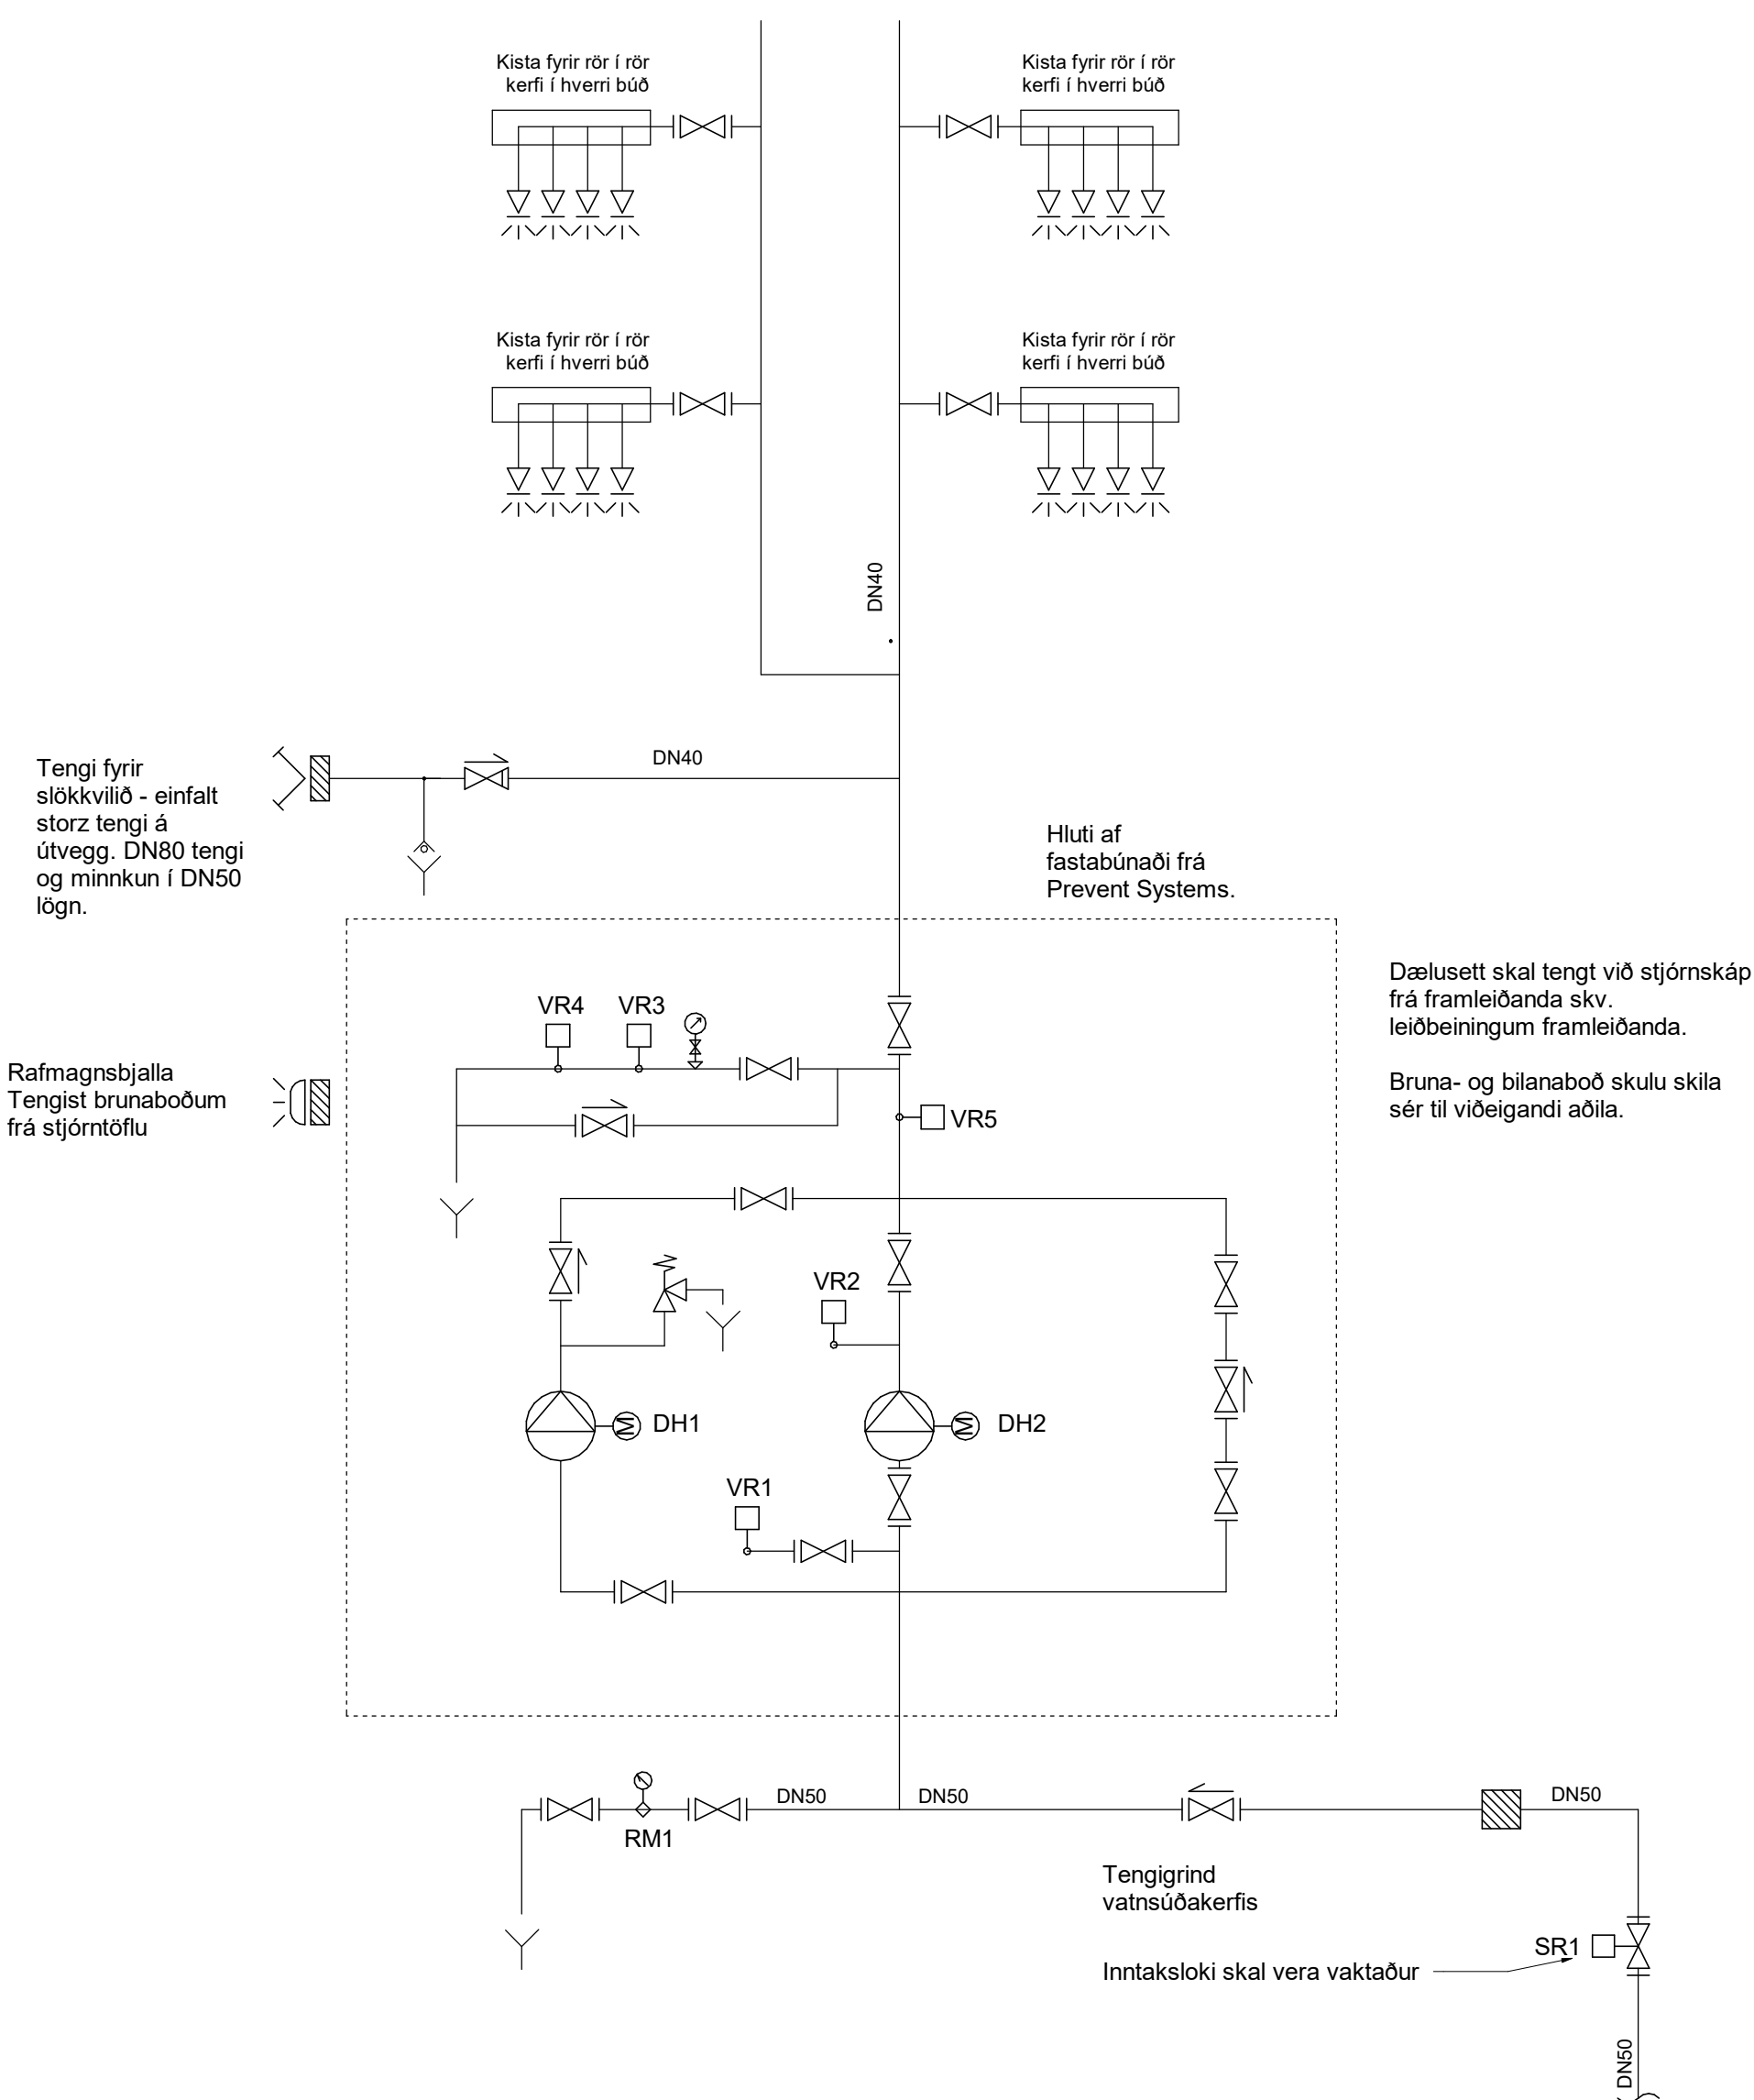 Kista fyrir rör í rör
kerfi í hverri búð
Kista fyrir rör í rör
kerfi í hverri búð
Kista fyrir rör í rör
kerfi í hverri búð
Kista fyrir rör í rör
kerfi í hverri búð
DN40
DN40
Tengi fyrir
slökkvilið - einfalt
storz tengi á
útvegg. DN80 tengi
og minnkun í DN50
lögn.
Hluti af
fastabúnaði frá
Prevent Systems.
Dælusett skal tengt við stjórnskáp
frá framleiðanda skv.
leiðbeiningum framleiðanda.
Bruna- og bilanaboð skulu skila
sér til viðeigandi aðila.
Rafmagnsbjalla
Tengist brunaboðum
frá stjórntöflu
VR4
VR3
VR5
VR2
M
DH1
M
DH2
VR1
DN50
DN50
DN50
RM1
Tengigrind
vatnsúðakerfis
SR1
Inntaksloki skal vera vaktaður
DN50